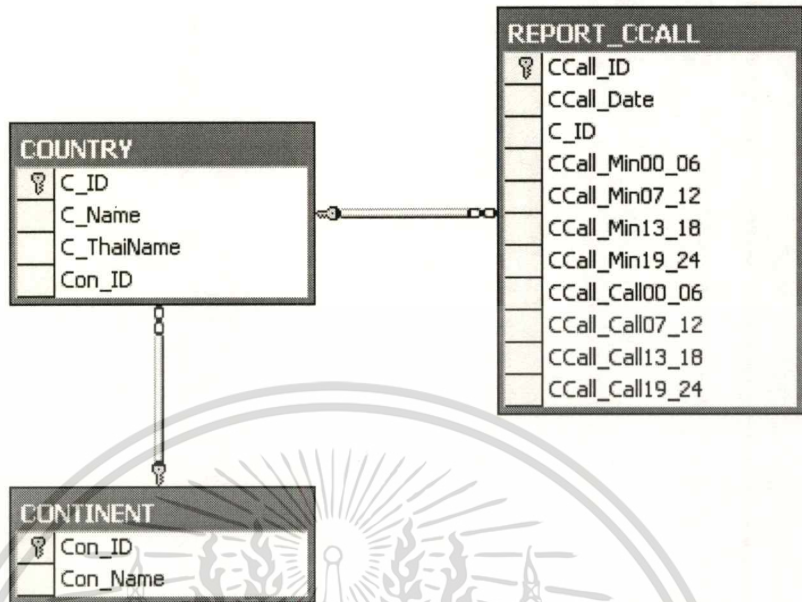 REPORT_CCALL
CCall_ID
CCall_Date
C_ID
CCall_Min00_06
CCall_Min07_12
CCall_Min13_18
CCall_Min19_24
CCall_Call00_06
CCall_Call07_12
CCall_Call13_18
CCall_Call19_24
COUNTRY
C_ID
C_Name
C_ThaiName
Con_ID
CONTINENT
Con_ID
Con_Name